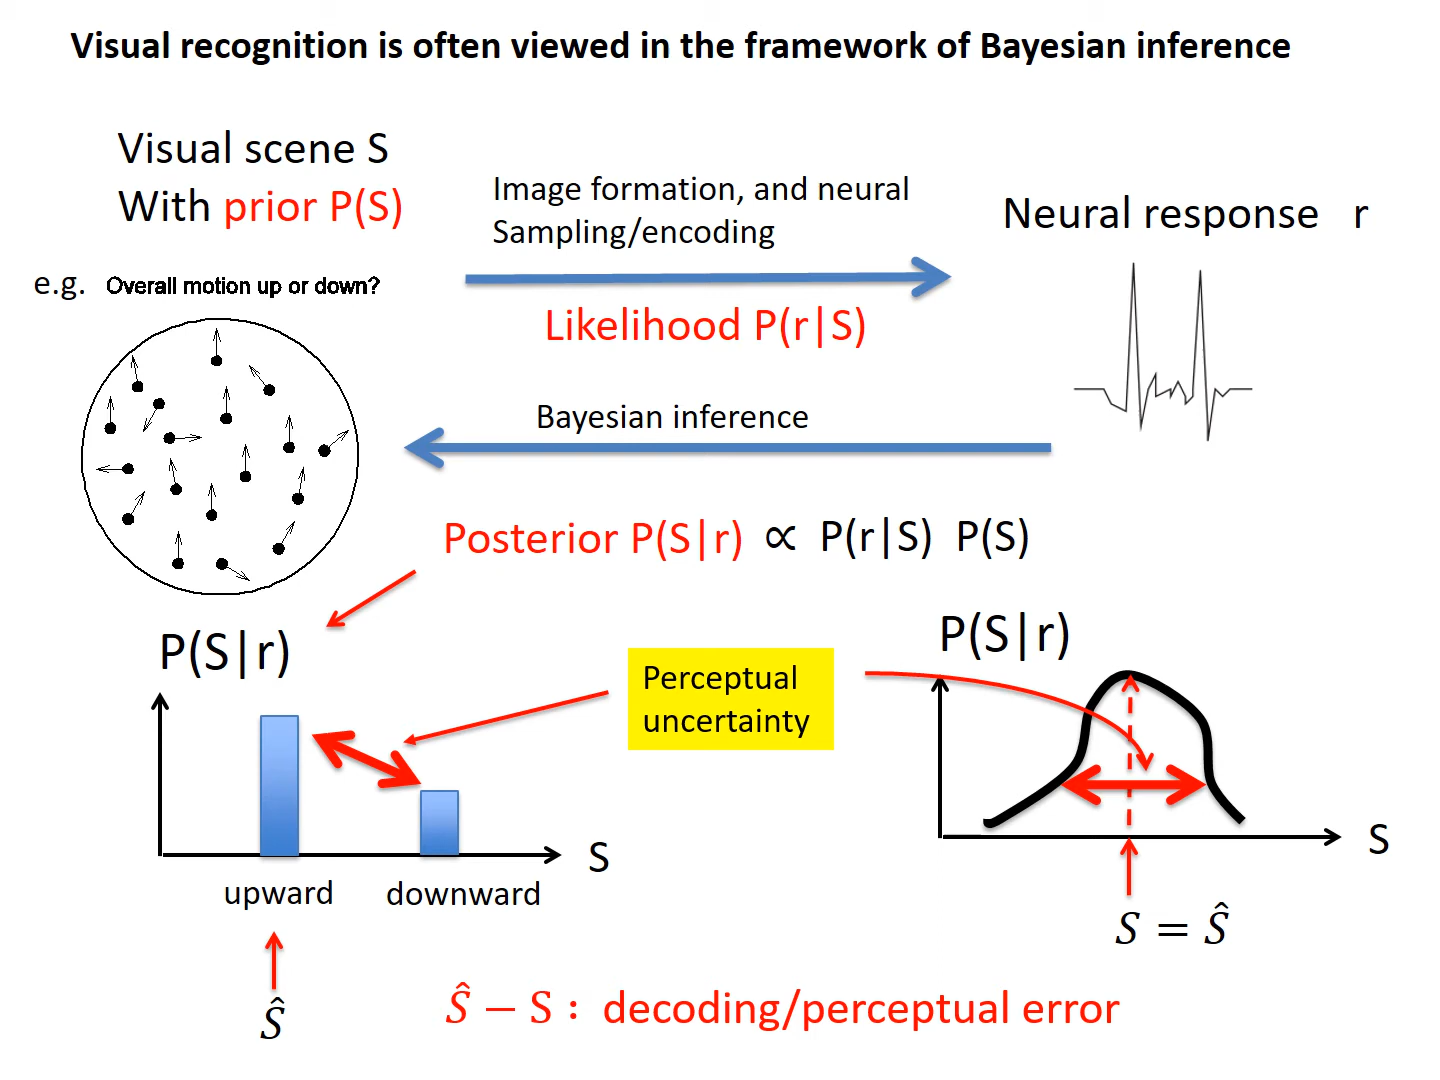 Visual recognition is often viewed in the framework of Bayesian inference
Visual scene S
With prior P(S)
Image formation, and neural
Sampling/encoding
Neural response r
e.g. Overall motion up or down?
Likelihood P(r|S)
Bayesian inference
Posterior P(S|r) ∝ P(r|S) P(S)
P(S|r)
Perceptual
uncertainty
P(S|r)
S
S
upward downward
S = Ŝ
Ŝ
Ŝ − S : decoding/perceptual error